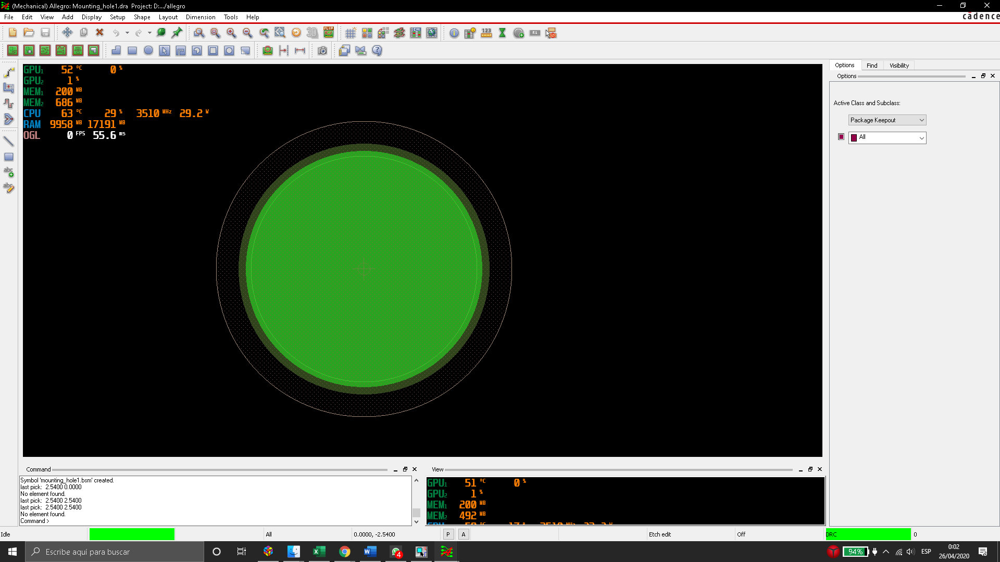 (Mechanical) Allegro: Mounting_hole1.dra Project: D:.../allegro
File Edit View Add Display Setup Shape Layout Dimension Tools Help
cādence
GPU1 52 °C 0 %
GPU2 1 %
MEM1 200 MB
MEM2 686 MB
CPU 63 °C 29 % 3510 MHz 29.2 W
RAM 9958 MB 17191 MB
OGL 0 FPS 55.6 ms
Options Find Visibility
Options
Active Class and Subclass:
Package Keepout
All
Command
Symbol 'mounting_hole1.bsm' created.
last pick: 2.5400 0.0000
No element found.
last pick: 2.5400 2.5400
last pick: 2.5400 2.5400
No element found.
Command >
View
GPU1 51 °C 0 %
GPU2 1 %
MEM1 200 MB
MEM2 492 MB
Idle All 0.0000, -2.5400 P A Etch edit Off DRC 0
Escribe aquí para buscar
4
94%
ESP
0:02
26/04/2020